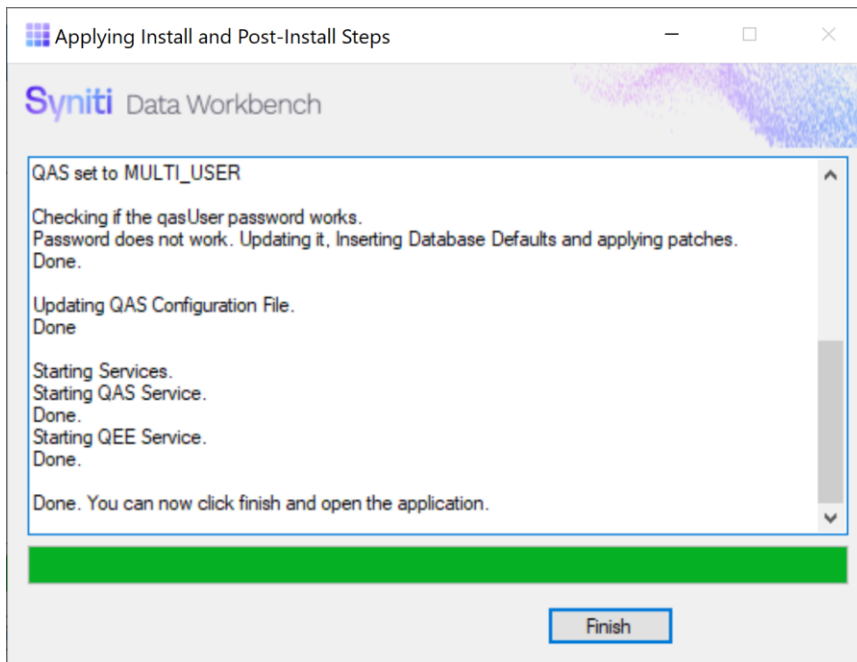 Applying Install and Post-Install Steps
Syniti Data Workbench
QAS set to MULTI_USER
Checking if the qasUser password works.
Password does not work. Updating it, Inserting Database Defaults and applying patches.
Done.
Updating QAS Configuration File.
Done
Starting Services.
Starting QAS Service.
Done.
Starting QEE Service.
Done.
Done. You can now click finish and open the application.
Finish